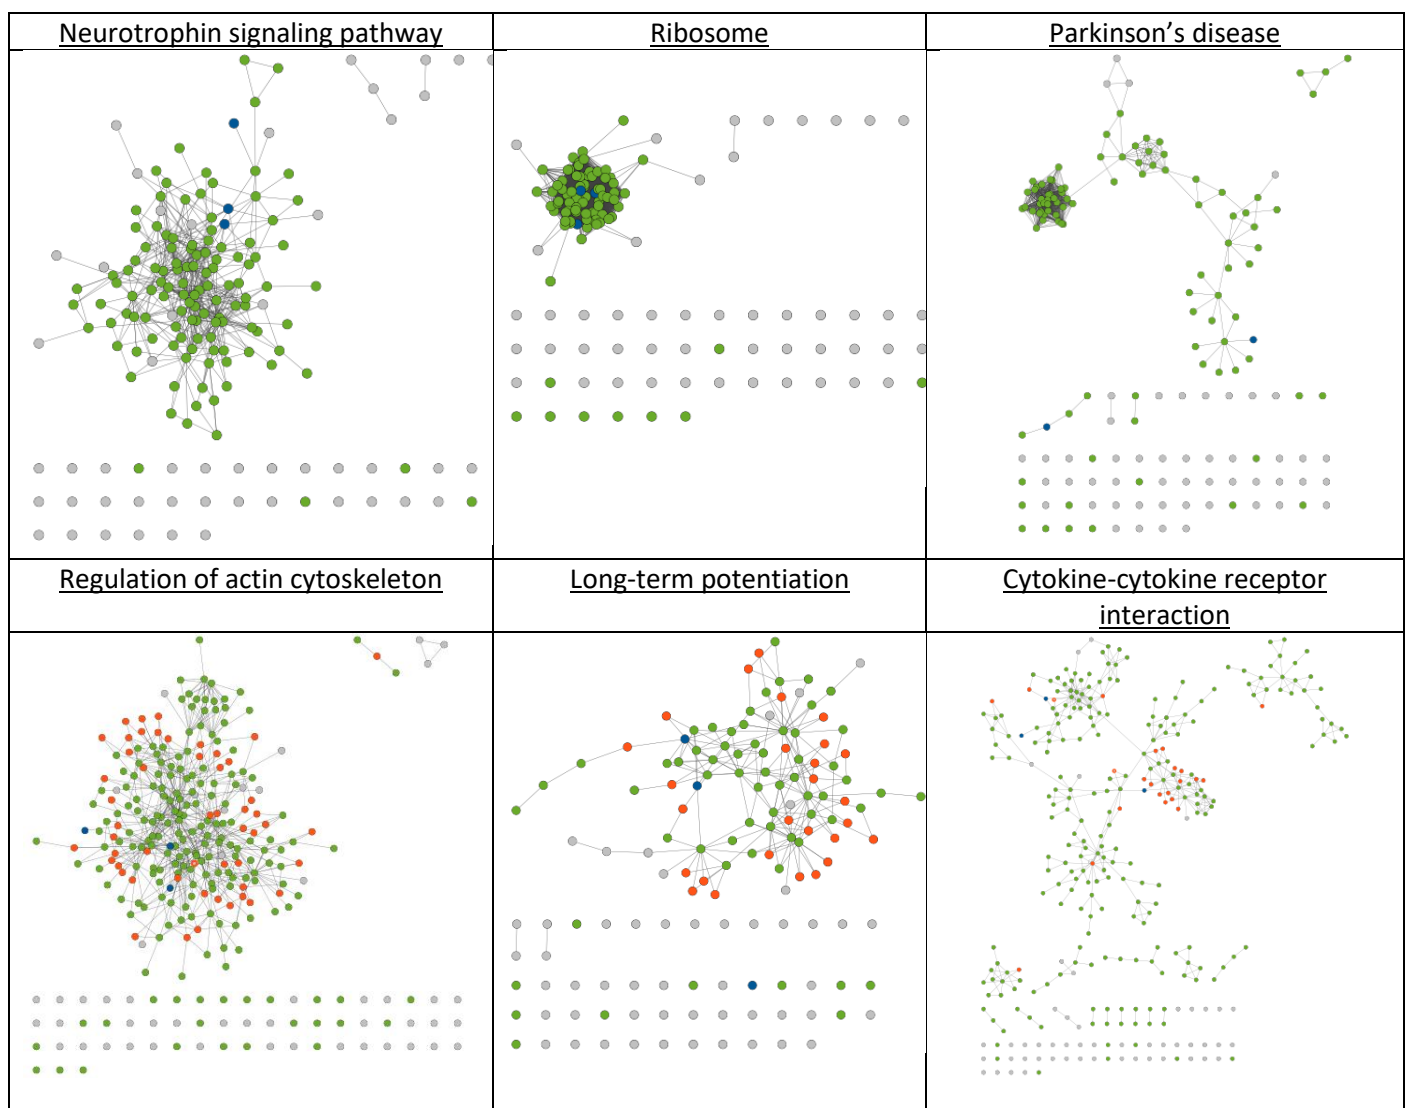 Neurotrophin signaling pathway
Ribosome
Parkinson’s disease
Regulation of actin cytoskeleton
Long-term potentiation
Cytokine-cytokine receptor
interaction